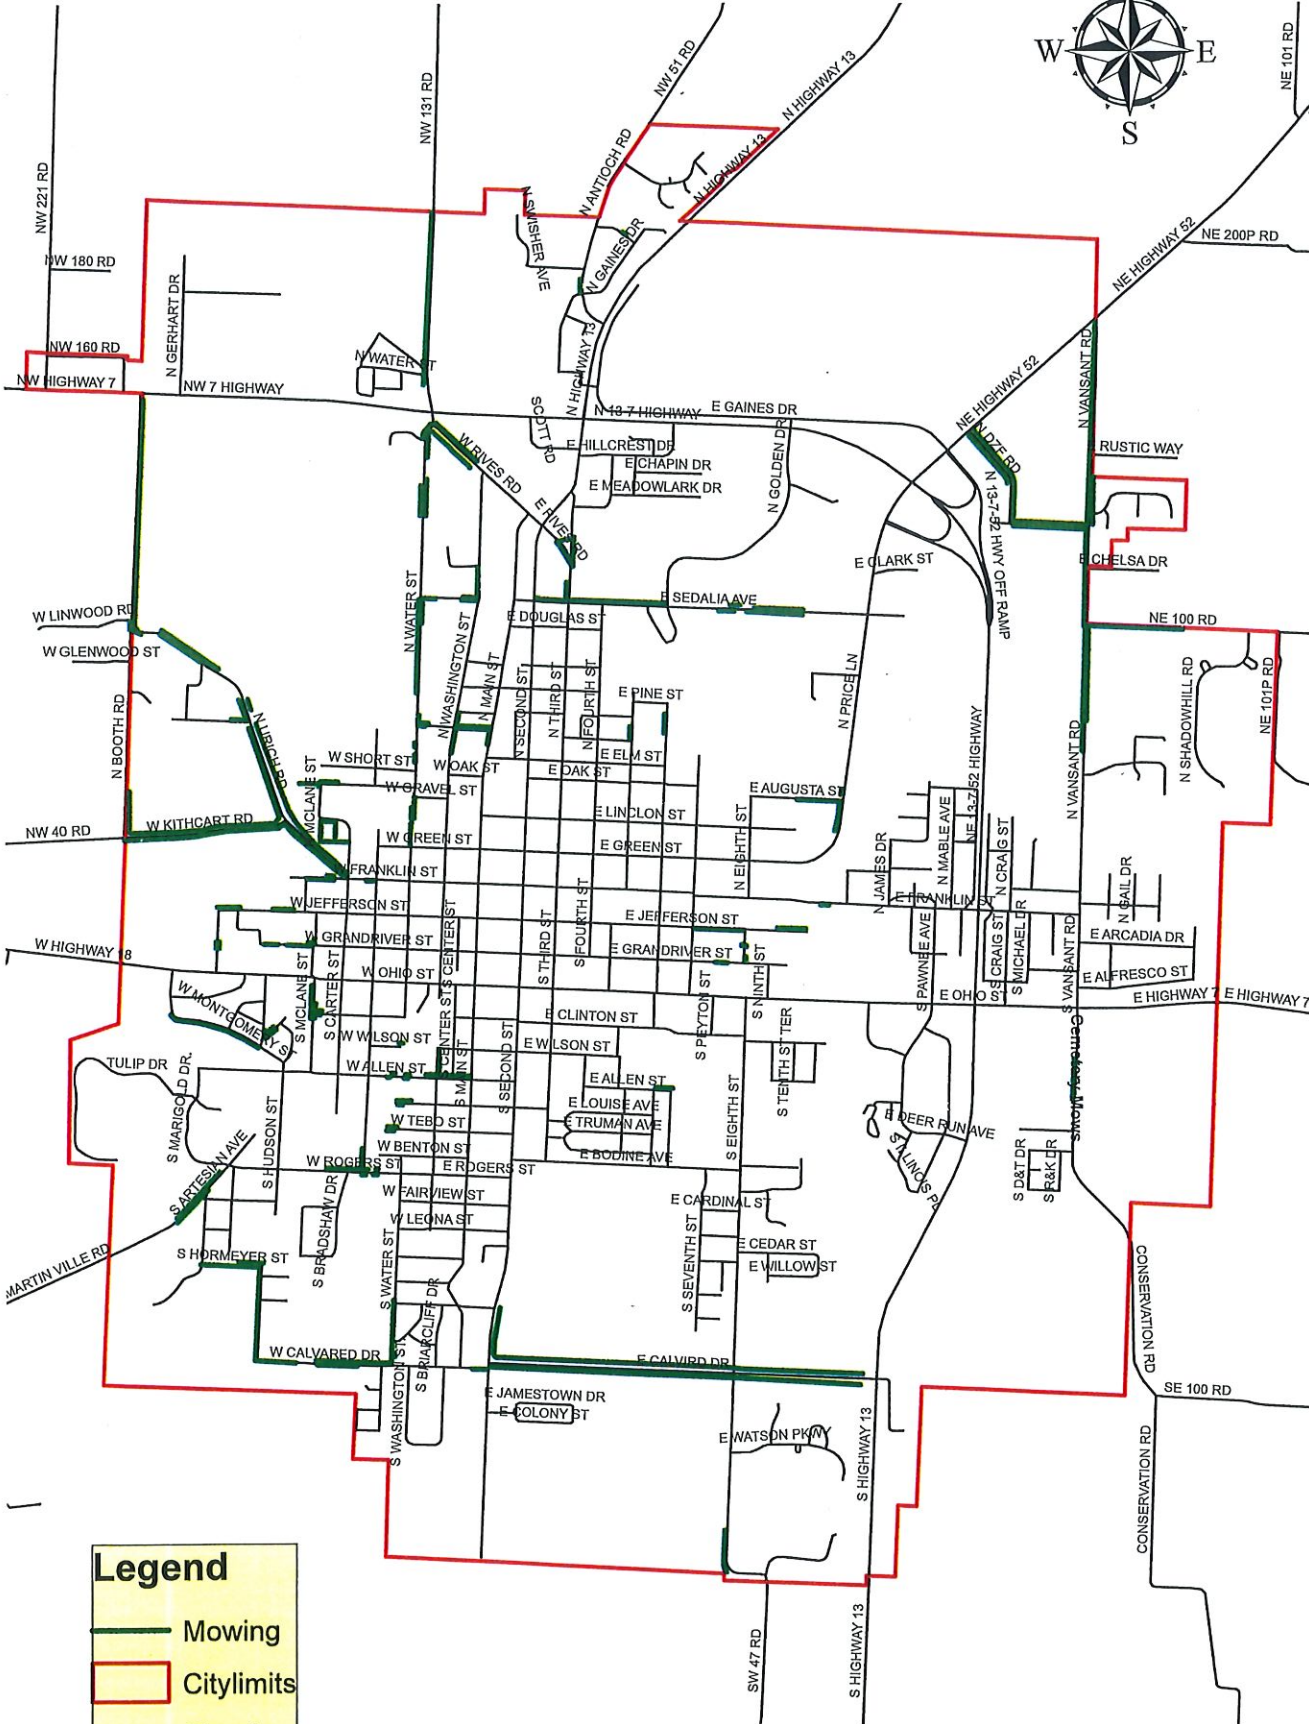 NW 51 RD
N HIGHWAY 13
NE 101 RD
W
E
S
NW 131 RD
NW 221 RD
N ANTIOCH RD
N HIGHWAY 13
N SWISHER AVE
N GAINES DR
NE HIGHWAY 52
NE 200P RD
NW 180 RD
N GERHART DR
NW 160 RD
N WATER ST
N HIGHWAY 13
NW HIGHWAY 7
NW 7 HIGHWAY
NE HIGHWAY 52
N VANSANT RD
SCOTT RD
N 13-7 HIGHWAY
E GAINES DR
W RIVES RD
E HILLCREST DR
E CHAPIN DR
E MEADOWLARK DR
N GOLDEN DR
N DZF RD
RUSTIC WAY
E RIVES RD
N 13-7-52 HWY OFF RAMP
E CLARK ST
E CHELSA DR
N WATER ST
E SEDALIA AVE
W LINWOOD RD
E DOUGLAS ST
NE 100 RD
W GLENWOOD ST
N WASHINGTON ST
N MAIN ST
N SECOND ST
N THIRD ST
N FOURTH ST
E PINE ST
N PRICE LN
N SHADOWHILL RD
NE 101P RD
N BOOTH RD
N URICH RD
NE 13-7-52 HIGHWAY
N VANSANT RD
W SHORT ST
W OAK ST
E ELM ST
E OAK ST
MCLANE ST
W GRAVEL ST
E AUGUSTA ST
NW 40 RD
W KITHCART RD
E LINCLON ST
W GREEN ST
E GREEN ST
N EIGHTH ST
N JAMES DR
N MABLE AVE
N CRAIG ST
W FRANKLIN ST
E FRANKLIN ST
N GAIL DR
W JEFFERSON ST
E JEFFERSON ST
W HIGHWAY 18
W GRANDRIVER ST
E GRANDRIVER ST
S CENTER ST
S THIRD ST
S FOURTH ST
S PAWNEE AVE
S CRAIG ST
S MICHAEL DR
S VANSANT RD
E ARCADIA DR
E ALFRESCO ST
W OHIO ST
E OHIO ST
E HIGHWAY 7
E HIGHWAY 7
W MONTGOMERY ST
S MCLANE ST
S CARTER ST
S CENTER ST
E CLINTON ST
S PEYTON ST
S NINTH ST
W WILSON ST
E WILSON ST
S TENTH ST TER
Cemetery Mows
TULIP DR
S MARIGOLD DR
W ALLEN ST
S MAIN ST
S SECOND ST
E ALLEN ST
E LOUISE AVE
E TRUMAN AVE
E BODINE AVE
S EIGHTH ST
E DEER RUN AVE
S ILLINOIS PL
S D&T DR
S R&K DR
S HUDSON ST
W TEBO ST
W BENTON ST
S ARTESIAN AVE
W ROGERS ST
E ROGERS ST
S BRADSHAW DR
W FAIRVIEW ST
E CARDINAL ST
W LEONA ST
S SEVENTH ST
E CEDAR ST
E WILLOW ST
MARTIN VILLE RD
S HORMEYER ST
S WATER ST
CONSERVATION RD
S BRIARCLIFF DR
W CALVARED DR
E CALVIRD DR
S WASHINGTON ST
E JAMESTOWN DR
E COLONY ST
SE 100 RD
E WATSON PKWY
S HIGHWAY 13
CONSERVATION RD
Legend
Mowing
Citylimits
SW 47 RD
S HIGHWAY 13